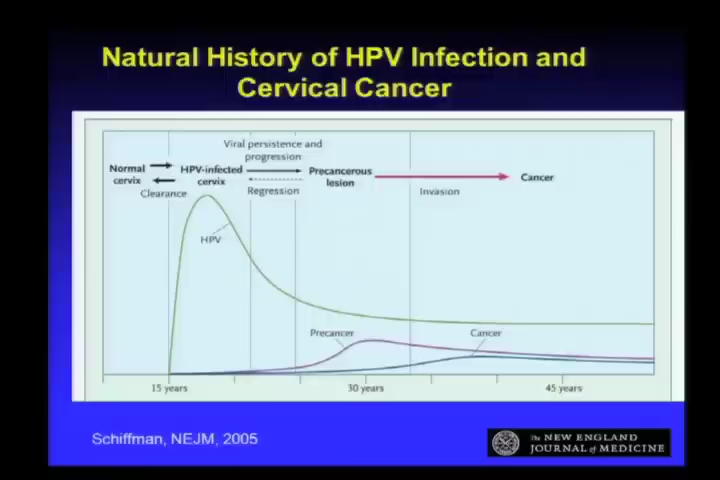 Natural History of HPV Infection and
Cervical Cancer
Viral persistence and
progression
Normal
cervix
HPV-infected
cervix
Precancerous
lesion
Cancer
Clearance
Regression
Invasion
HPV
Precancer
Cancer
15 years
30 years
45 years
Schiffman, NEJM, 2005
The NEW ENGLAND
JOURNAL of MEDICINE